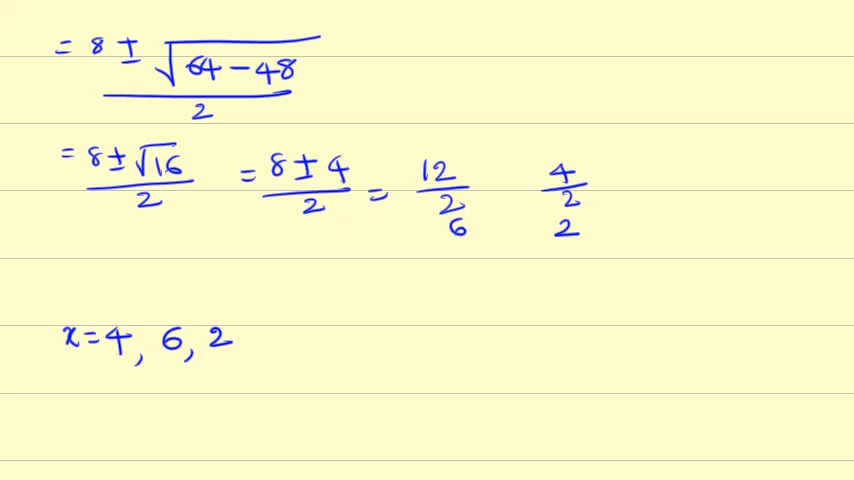 = 8 ± √64 - 48 / 2
= 8 ± √16 / 2 = 8 ± 4 / 2 = 12 / 2 4 / 2
6 2
x = 4, 6, 2